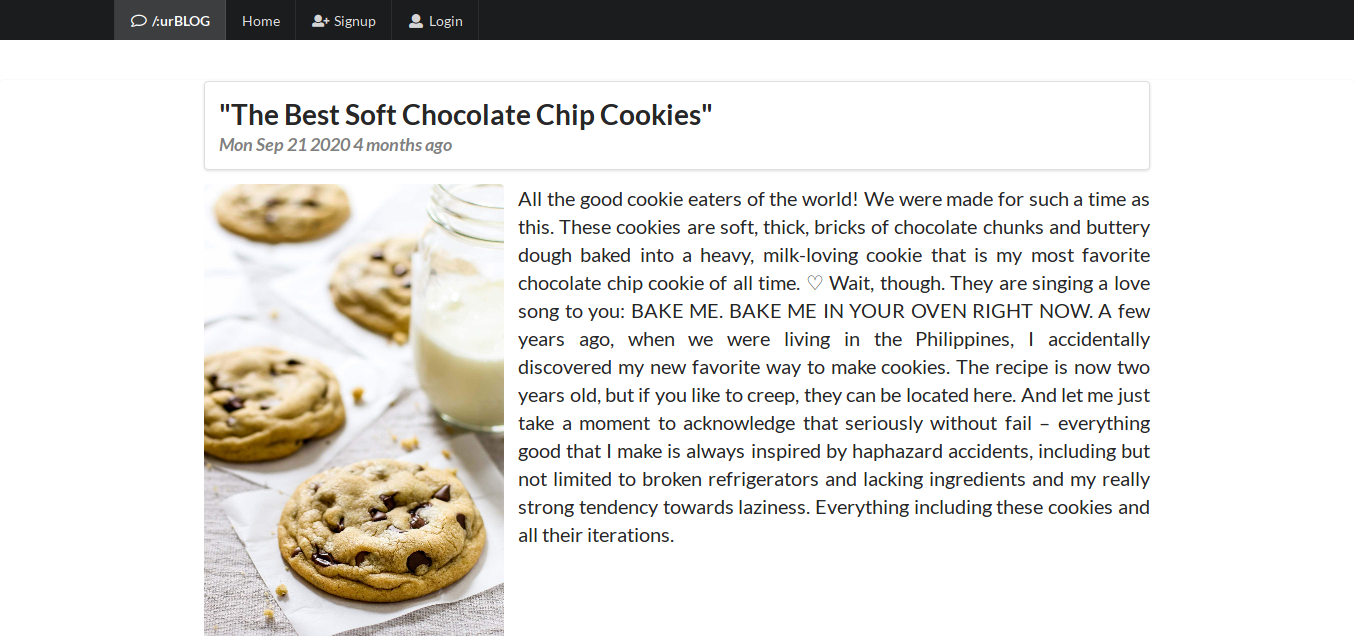 /:urBLOG Home Signup Login
"The Best Soft Chocolate Chip Cookies"
Mon Sep 21 2020 4 months ago
All the good cookie eaters of the world! We were made for such a time as
this. These cookies are soft, thick, bricks of chocolate chunks and buttery
dough baked into a heavy, milk-loving cookie that is my most favorite
chocolate chip cookie of all time. ♡ Wait, though. They are singing a love
song to you: BAKE ME. BAKE ME IN YOUR OVEN RIGHT NOW. A few
years ago, when we were living in the Philippines, I accidentally
discovered my new favorite way to make cookies. The recipe is now two
years old, but if you like to creep, they can be located here. And let me just
take a moment to acknowledge that seriously without fail – everything
good that I make is always inspired by haphazard accidents, including but
not limited to broken refrigerators and lacking ingredients and my really
strong tendency towards laziness. Everything including these cookies and
all their iterations.